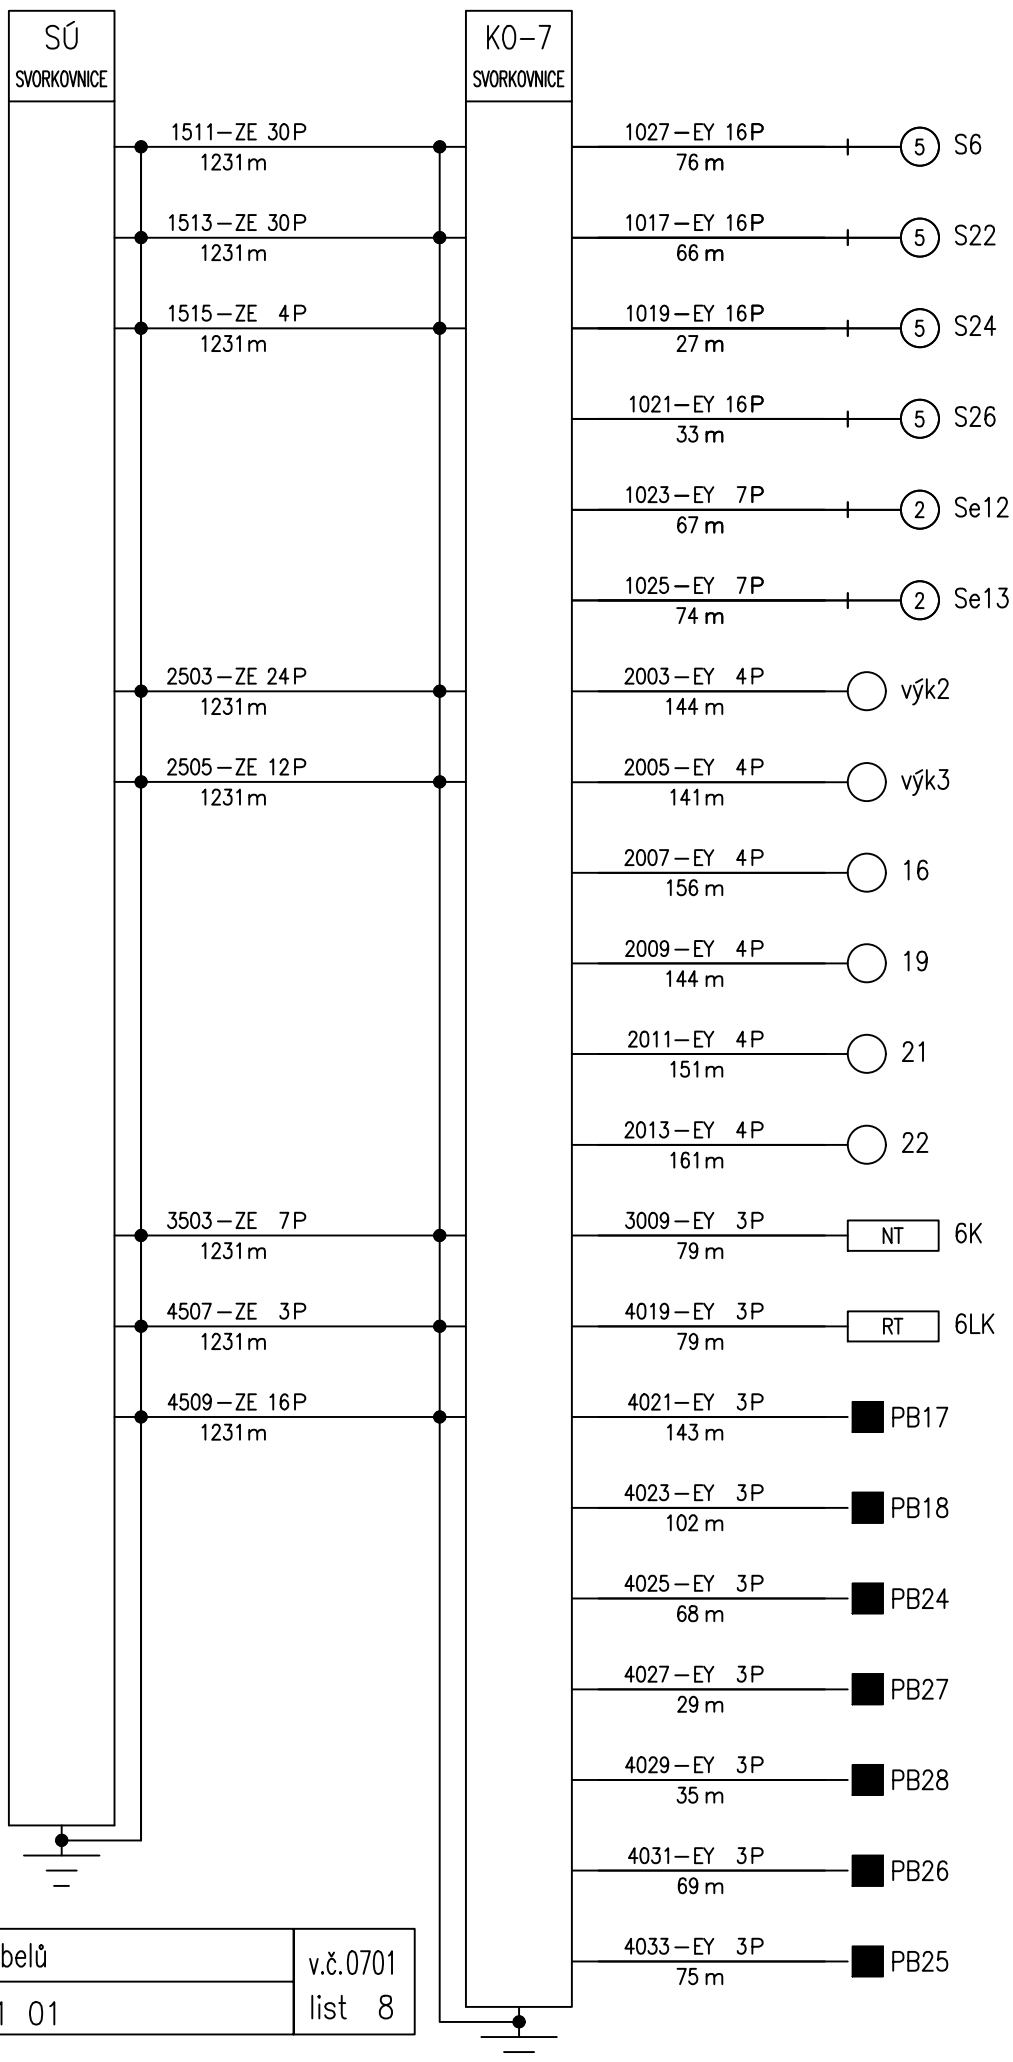 SÚ
SVORKOVNICE
KO-7
SVORKOVNICE
1511-ZE 30P
1231m
1027-EY 16P
76 m
5
S6
1513-ZE 30P
1231m
1017-EY 16P
66 m
5
S22
1515-ZE 4P
1231m
1019-EY 16P
27 m
5
S24
1021-EY 16P
33 m
5
S26
1023-EY 7P
67 m
2
Se12
1025-EY 7P
74 m
2
Se13
2503-ZE 24P
1231m
2003-EY 4P
144 m
výk2
2505-ZE 12P
1231m
2005-EY 4P
141m
výk3
2007-EY 4P
156 m
16
2009-EY 4P
144 m
19
2011-EY 4P
151m
21
2013-EY 4P
161m
22
3503-ZE 7P
1231m
3009-EY 3P
79 m
NT
6K
4507-ZE 3P
1231m
4019-EY 3P
79 m
RT
6LK
4509-ZE 16P
1231m
4021-EY 3P
143 m
PB17
4023-EY 3P
102 m
PB18
4025-EY 3P
68 m
PB24
4027-EY 3P
29 m
PB27
4029-EY 3P
35 m
PB28
4031-EY 3P
69 m
PB26
4033-EY 3P
75 m
PB25
belů
v.č.0701
1 01
list 8